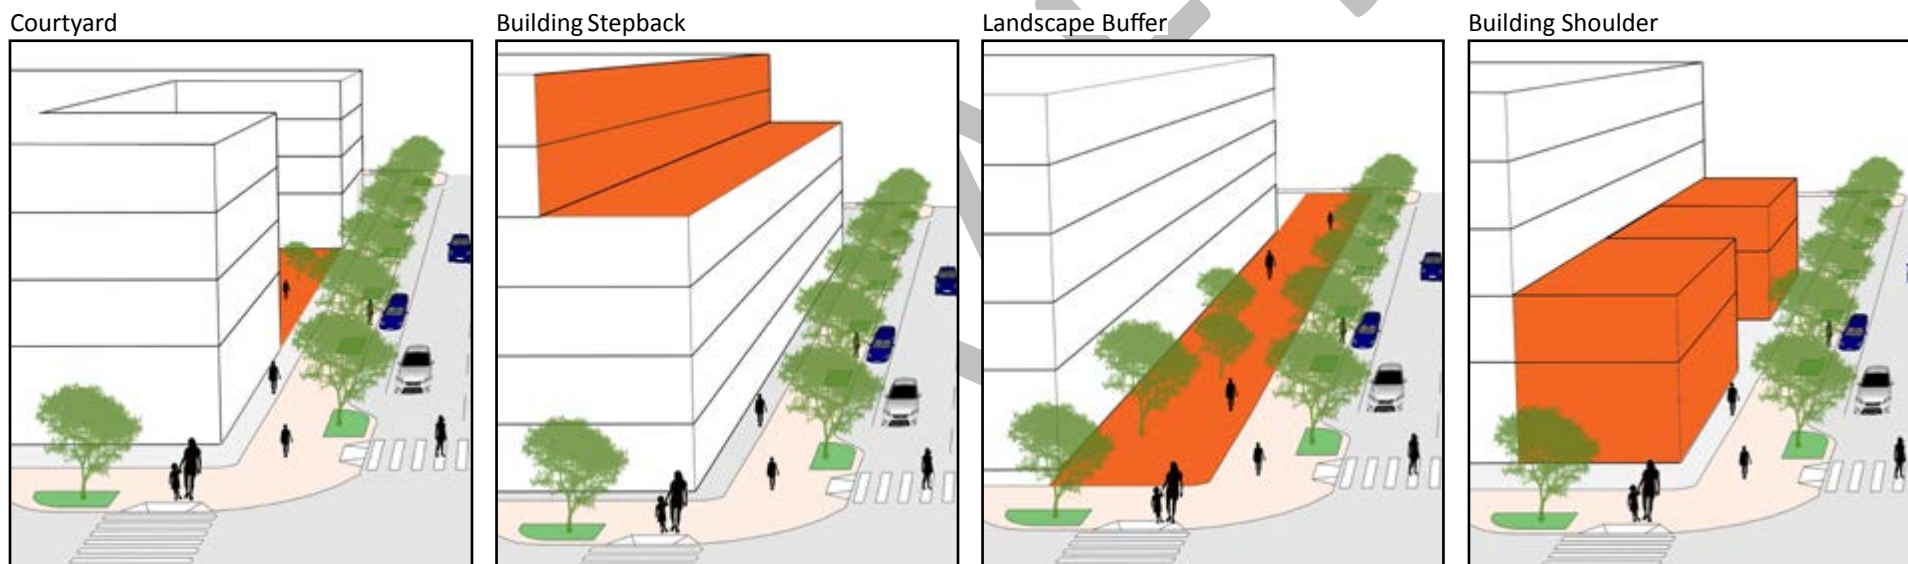 Courtyard
Building Stepback
Landscape Buffer
Building Shoulder